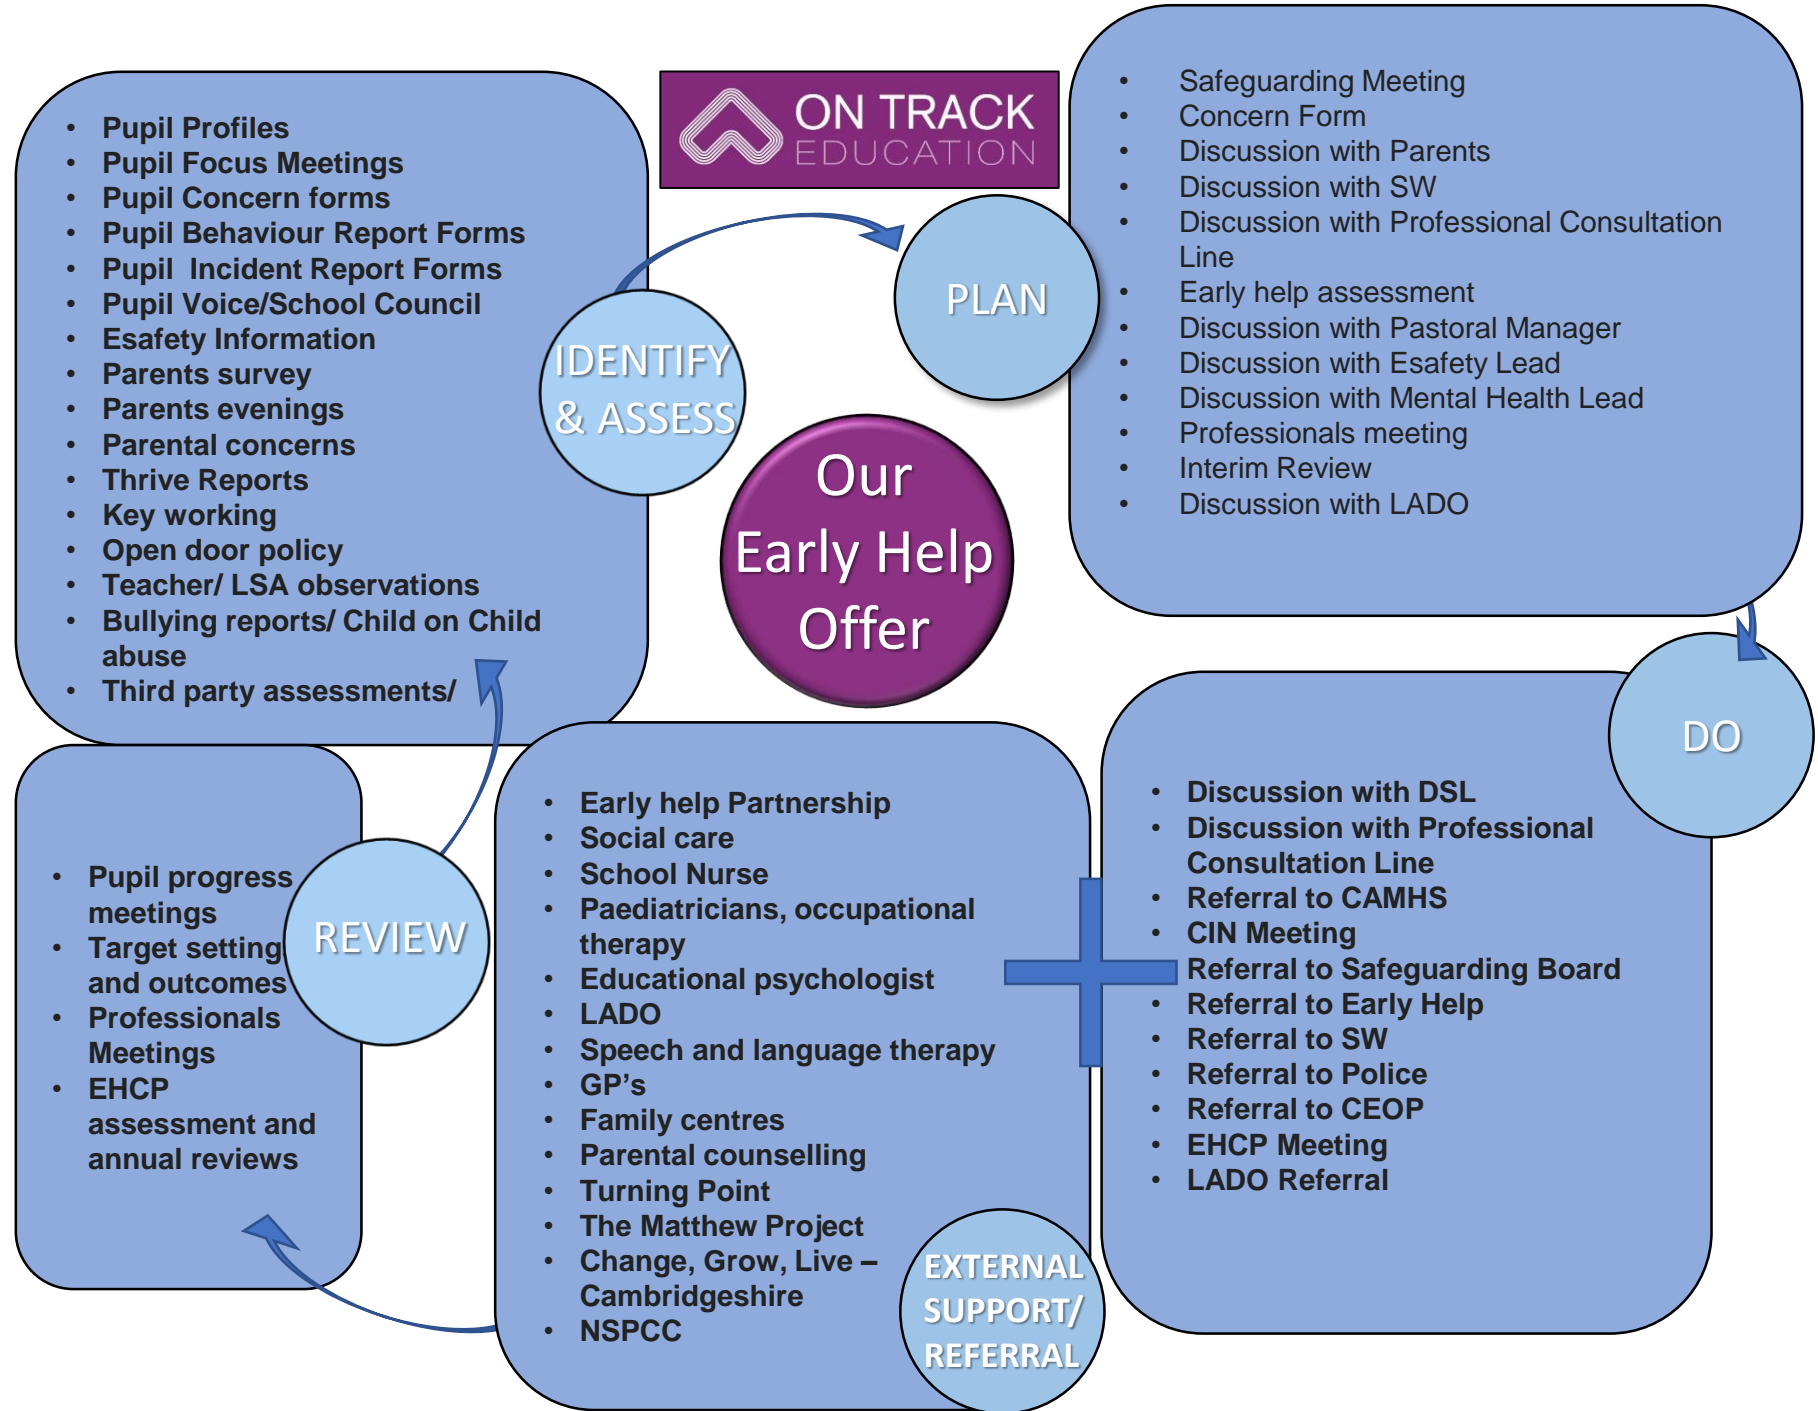 ON TRACK
EDUCATION
• Pupil Profiles
• Pupil Focus Meetings
• Pupil Concern forms
• Pupil Behaviour Report Forms
• Pupil  Incident Report Forms
• Pupil Voice/School Council
• Esafety Information
• Parents survey
• Parents evenings
• Parental concerns
• Thrive Reports
• Key working
• Open door policy
• Teacher/ LSA observations
• Bullying reports/ Child on Child
abuse
• Third party assessments/
IDENTIFY
& ASSESS
PLAN
• Safeguarding Meeting
• Concern Form
• Discussion with Parents
• Discussion with SW
• Discussion with Professional Consultation
Line
• Early help assessment
• Discussion with Pastoral Manager
• Discussion with Esafety Lead
• Discussion with Mental Health Lead
• Professionals meeting
• Interim Review
• Discussion with LADO
Our
Early Help
Offer
DO
• Discussion with DSL
• Discussion with Professional
Consultation Line
• Referral to CAMHS
• CIN Meeting
Referral to Safeguarding Board
• Referral to Early Help
• Referral to SW
• Referral to Police
• Referral to CEOP
• EHCP Meeting
• LADO Referral
• Early help Partnership
• Social care
• School Nurse
• Paediatricians, occupational
therapy
• Educational psychologist
• LADO
• Speech and language therapy
• GP's
• Family centres
• Parental counselling
• Turning Point
• The Matthew Project
• Change, Grow, Live –
Cambridgeshire
• NSPCC
EXTERNAL
SUPPORT/
REFERRAL
• Pupil progress
meetings
• Target setting
and outcomes
• Professionals
Meetings
• EHCP
assessment and
annual reviews
REVIEW